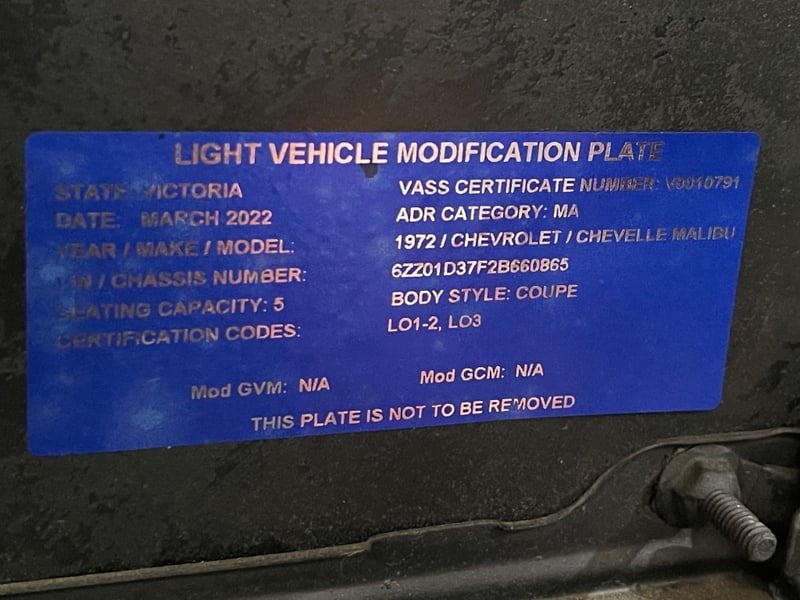 LIGHT VEHICLE MODIFICATION PLATE
STATE: VICTORIA VASS CERTIFICATE NUMBER: V0010791
DATE: MARCH 2022 ADR CATEGORY: MA
YEAR / MAKE / MODEL: 1972 / CHEVROLET / CHEVELLE MALIBU
VIN / CHASSIS NUMBER: 6ZZ01D37F2B660865
SEATING CAPACITY: 5 BODY STYLE: COUPE
CERTIFICATION CODES: LO1-2, LO3
Mod GVM: N/A Mod GCM: N/A
THIS PLATE IS NOT TO BE REMOVED